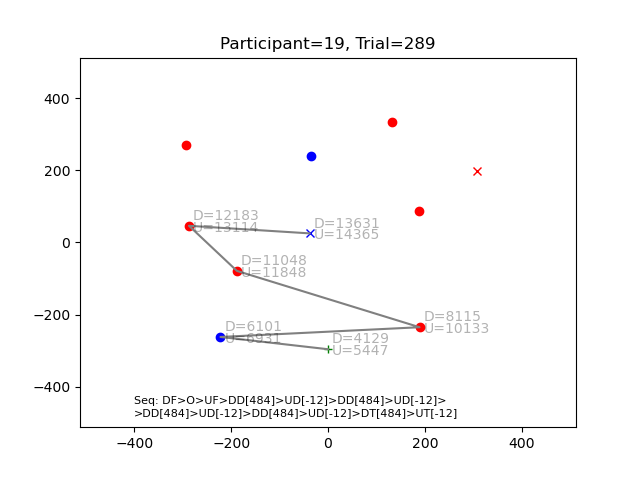 Participant=19, Trial=289
400
200
0
−200
−400
D=12183
U=13114
D=13631
U=14365
D=11048
U=11848
D=8115
U=10133
D=6101
U=6931
D=4129
U=5447
Seq: DF>O>UF>DD[484]>UD[-12]>DD[484]>UD[-12]>
>DD[484]>UD[-12]>DD[484]>UD[-12]>DT[484]>UT[-12]
−400 −200 0 200 400